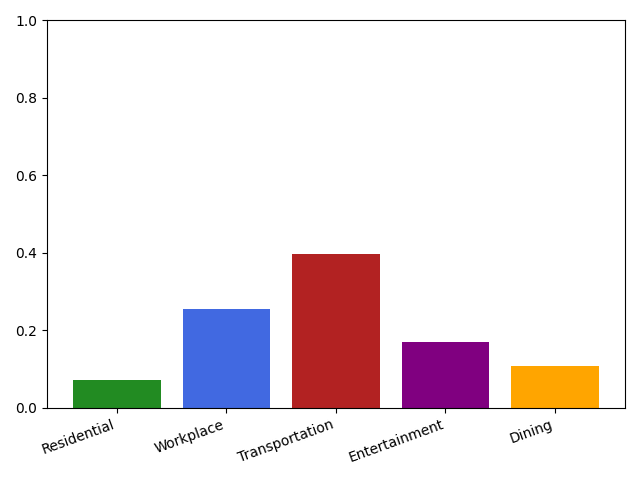 1.0
0.8
0.6
0.4
0.2
0.0
Residential
Workplace
Transportation
Entertainment
Dining